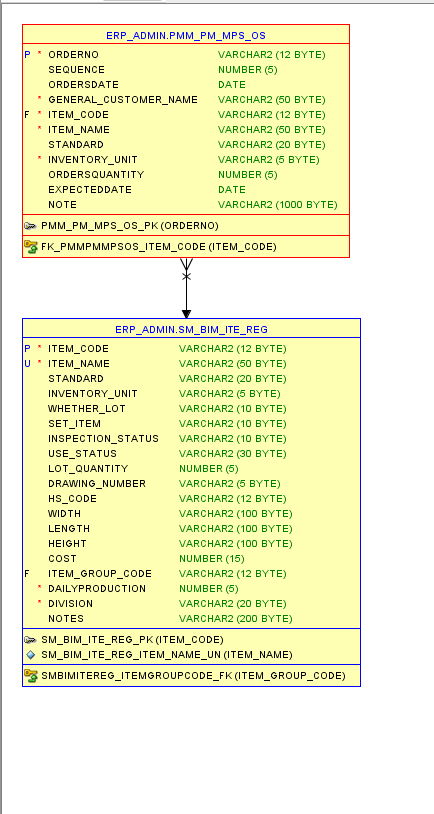 ERP_ADMIN.PMM_PM_MPS_OS
P * ORDERNO VARCHAR2 (12 BYTE)
SEQUENCE NUMBER (5)
ORDERSDATE DATE
* GENERAL_CUSTOMER_NAME VARCHAR2 (50 BYTE)
F * ITEM_CODE VARCHAR2 (12 BYTE)
* ITEM_NAME VARCHAR2 (50 BYTE)
STANDARD VARCHAR2 (20 BYTE)
* INVENTORY_UNIT VARCHAR2 (5 BYTE)
ORDERSQUANTITY NUMBER (5)
EXPECTEDDATE DATE
NOTE VARCHAR2 (1000 BYTE)
PMM_PM_MPS_OS_PK (ORDERNO)
FK_PMMPMMPSOS_ITEM_CODE (ITEM_CODE)
ERP_ADMIN.SM_BIM_ITE_REG
P * ITEM_CODE VARCHAR2 (12 BYTE)
U * ITEM_NAME VARCHAR2 (50 BYTE)
STANDARD VARCHAR2 (20 BYTE)
INVENTORY_UNIT VARCHAR2 (5 BYTE)
WHETHER_LOT VARCHAR2 (10 BYTE)
SET_ITEM VARCHAR2 (10 BYTE)
INSPECTION_STATUS VARCHAR2 (10 BYTE)
USE_STATUS VARCHAR2 (30 BYTE)
LOT_QUANTITY NUMBER (5)
DRAWING_NUMBER VARCHAR2 (5 BYTE)
HS_CODE VARCHAR2 (12 BYTE)
WIDTH VARCHAR2 (100 BYTE)
LENGTH VARCHAR2 (100 BYTE)
HEIGHT VARCHAR2 (100 BYTE)
COST NUMBER (15)
F ITEM_GROUP_CODE VARCHAR2 (12 BYTE)
* DAILYPRODUCTION NUMBER (5)
* DIVISION VARCHAR2 (20 BYTE)
NOTES VARCHAR2 (200 BYTE)
SM_BIM_ITE_REG_PK (ITEM_CODE)
SM_BIM_ITE_REG_ITEM_NAME_UN (ITEM_NAME)
SMBIMITEREG_ITEMGROUPCODE_FK (ITEM_GROUP_CODE)